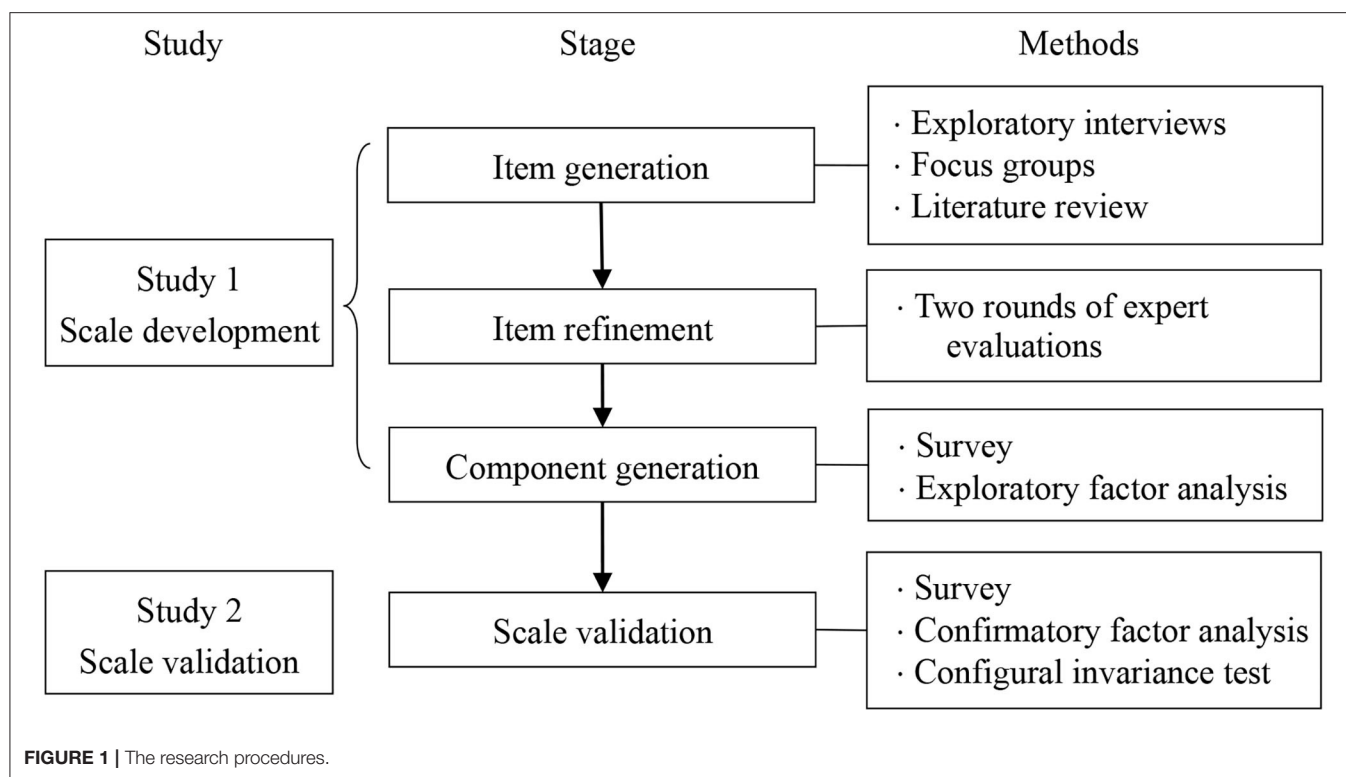 Study
Stage
Methods
Study 1
Scale development
Item generation
· Exploratory interviews
· Focus groups
· Literature review
Item refinement
· Two rounds of expert
evaluations
Component generation
· Survey
· Exploratory factor analysis
Study 2
Scale validation
Scale validation
· Survey
· Confirmatory factor analysis
· Configural invariance test
FIGURE 1 | The research procedures.